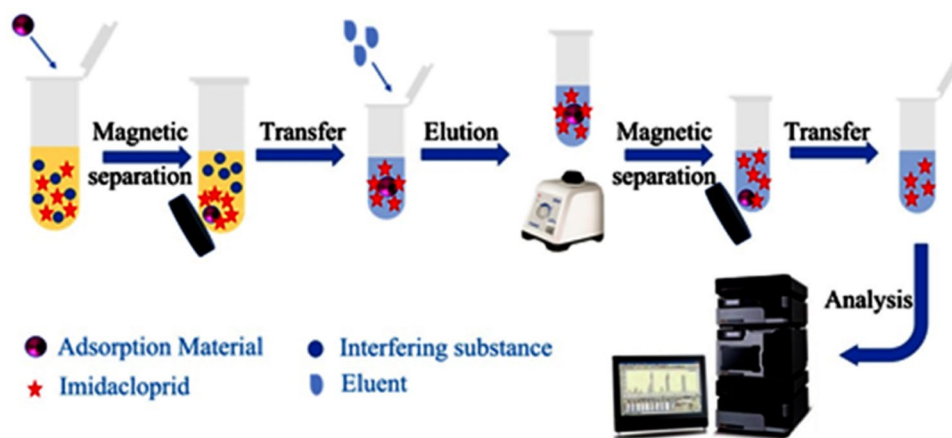 Magnetic
separation
Transfer
Elution
Magnetic
separation
Transfer
Analysis
Adsorption Material
Interfering substance
Imidacloprid
Eluent